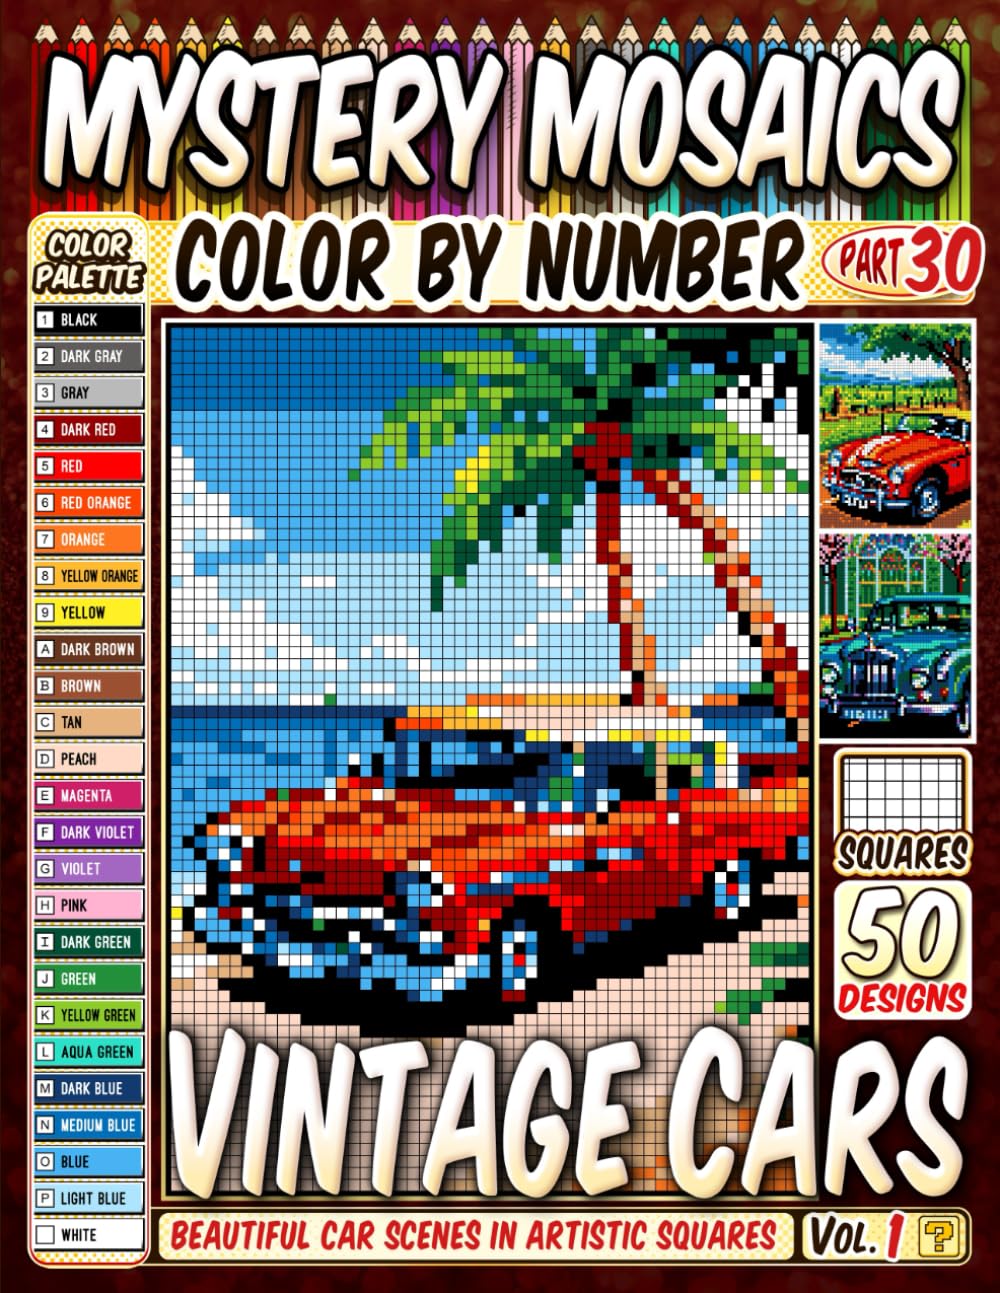 MYSTERY MOSAICS
COLOR BY NUMBER
PART 30
COLOR
PALETTE
1 BLACK
2 DARK GRAY
3 GRAY
4 DARK RED
5 RED
6 RED ORANGE
7 ORANGE
8 YELLOW ORANGE
9 YELLOW
A DARK BROWN
B BROWN
C TAN
D PEACH
E MAGENTA
F DARK VIOLET
G VIOLET
H PINK
I DARK GREEN
J GREEN
K YELLOW GREEN
L AQUA GREEN
M DARK BLUE
N MEDIUM BLUE
O BLUE
P LIGHT BLUE
WHITE
SQUARES
50
DESIGNS
VINTAGE CARS
BEAUTIFUL CAR SCENES IN ARTISTIC SQUARES
VOL. 1 ?